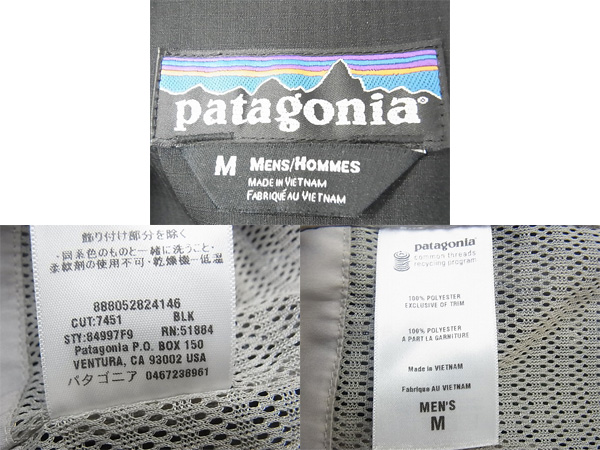 patagonia®
M MENS/HOMMES
MADE IN VIETNAM
FABRIQUÉ AU VIETNAM
飾り付け部分を除く
・同系色のものと一緒に洗うこと・
柔軟剤の使用不可・乾燥機－低温
888052824146
CUT:7451 BLK
STY:84997F9 RN:51884
Patagonia P.O. BOX 150
VENTURA, CA 93002 USA
パタゴニア 0467238961
patagonia®
common threads
recycling program™
100% POLYESTER
EXCLUSIVE OF TRIM
100% POLYESTER
A PART LA GARNITURE
Made in VIETNAM
Fabriqué au VIETNAM
MEN'S
M